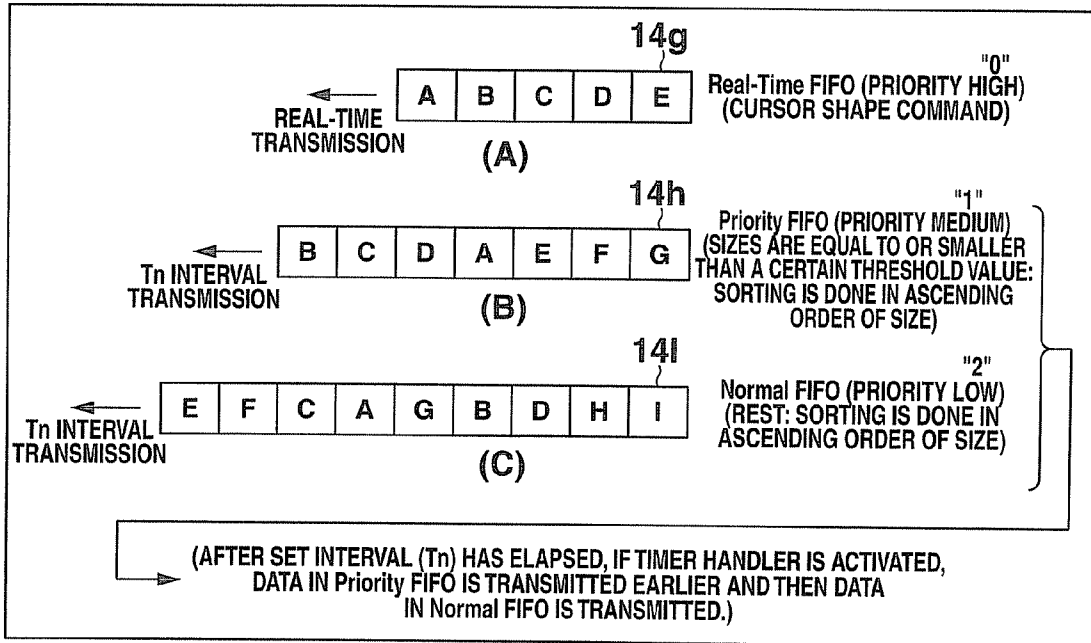 14g
A B C D E
REAL-TIME
TRANSMISSION
(A)
"0"
Real-Time FIFO (PRIORITY HIGH)
(CURSOR SHAPE COMMAND)
14h
B C D A E F G
Tn INTERVAL
TRANSMISSION
(B)
"1"
Priority FIFO (PRIORITY MEDIUM)
(SIZES ARE EQUAL TO OR SMALLER
THAN A CERTAIN THRESHOLD VALUE:
SORTING IS DONE IN ASCENDING
ORDER OF SIZE)
14I
E F C A G B D H I
Tn INTERVAL
TRANSMISSION
(C)
"2"
Normal FIFO (PRIORITY LOW)
(REST: SORTING IS DONE IN
ASCENDING ORDER OF SIZE)
(AFTER SET INTERVAL (Tn) HAS ELAPSED, IF TIMER HANDLER IS ACTIVATED,
DATA IN Priority FIFO IS TRANSMITTED EARLIER AND THEN DATA
IN Normal FIFO IS TRANSMITTED.)